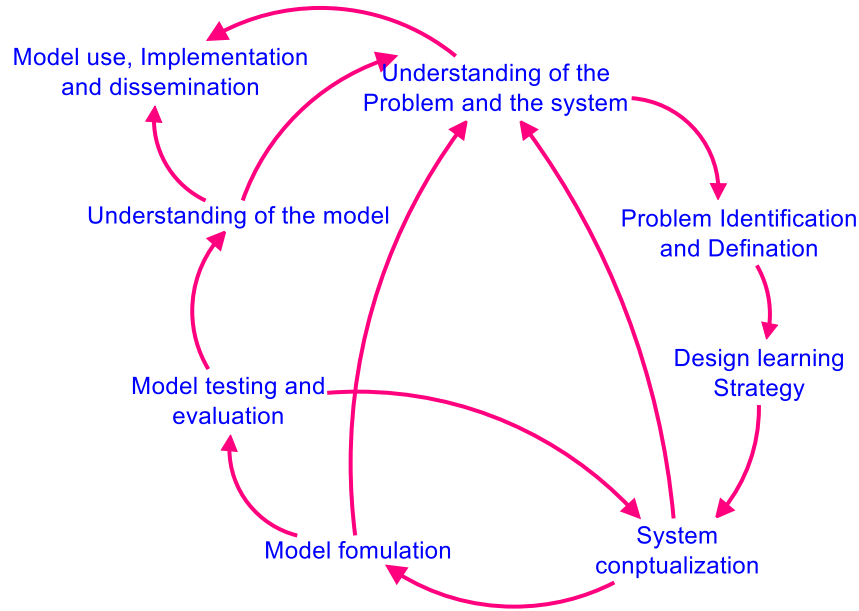 Model use, Implementation
and dissemination
Understanding of the
Problem and the system
Understanding of the model
Problem Identification
and Defination
Design learning
Strategy
Model testing and
evaluation
Model fomulation
System
conptualization